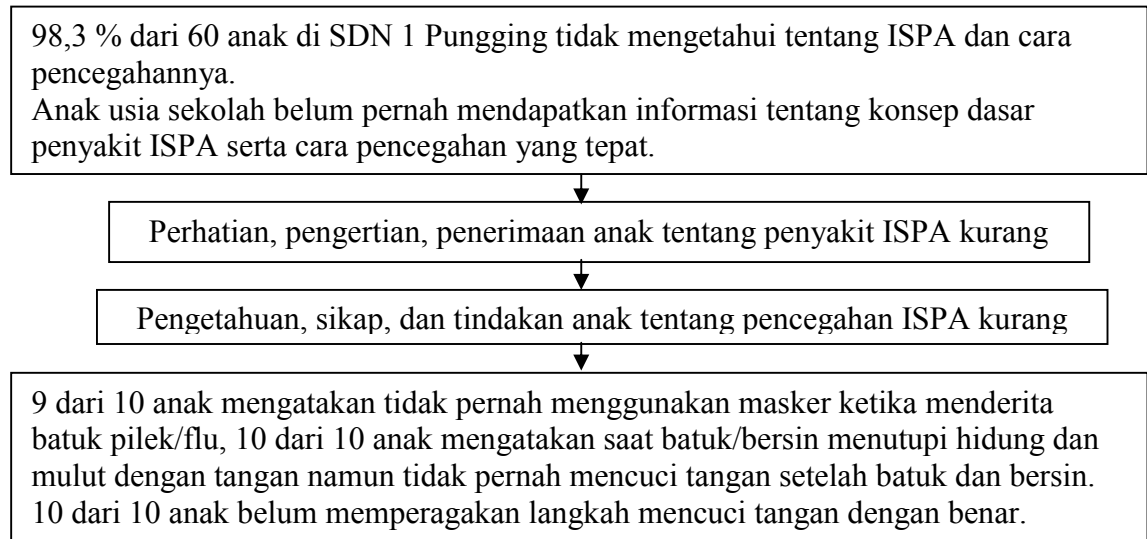 98,3 % dari 60 anak di SDN 1 Pungging tidak mengetahui tentang ISPA dan cara
pencegahannya.
Anak usia sekolah belum pernah mendapatkan informasi tentang konsep dasar
penyakit ISPA serta cara pencegahan yang tepat.
Perhatian, pengertian, penerimaan anak tentang penyakit ISPA kurang
Pengetahuan, sikap, dan tindakan anak tentang pencegahan ISPA kurang
9 dari 10 anak mengatakan tidak pernah menggunakan masker ketika menderita
batuk pilek/flu, 10 dari 10 anak mengatakan saat batuk/bersin menutupi hidung dan
mulut dengan tangan namun tidak pernah mencuci tangan setelah batuk dan bersin.
10 dari 10 anak belum memperagakan langkah mencuci tangan dengan benar.